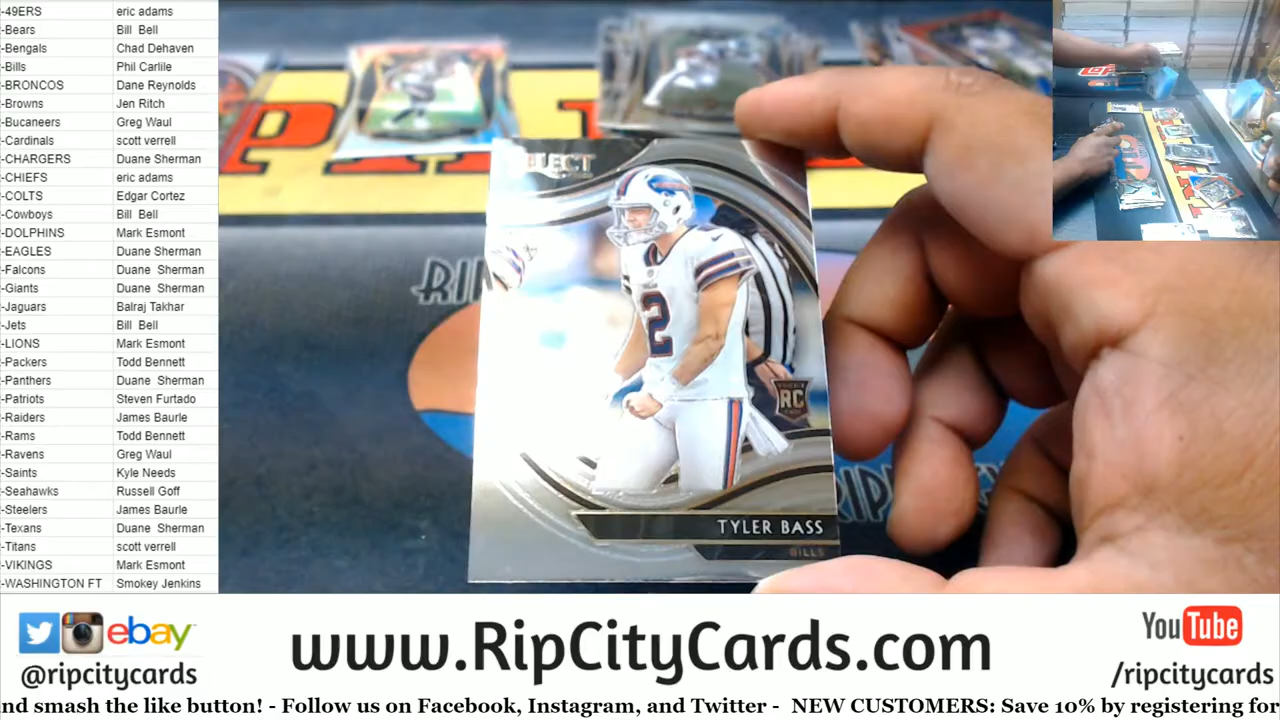 -49ERS eric adams
-Bears Bill Bell
-Bengals Chad Dehaven
-Bills Phil Carlile
-BRONCOS Dane Reynolds
-Browns Jen Ritch
-Bucaneers Greg Waul
-Cardinals scott verrell
-CHARGERS Duane Sherman
-CHIEFS eric adams
-COLTS Edgar Cortez
-Cowboys Bill Bell
-DOLPHINS Mark Esmont
-EAGLES Duane Sherman
-Falcons Duane Sherman
-Giants Duane Sherman
-Jaguars Balraj Takhar
-Jets Bill Bell
-LIONS Mark Esmont
-Packers Todd Bennett
-Panthers Duane Sherman
-Patriots Steven Furtado
-Raiders James Baurle
-Rams Todd Bennett
-Ravens Greg Waul
-Saints Kyle Needs
-Seahawks Russell Goff
-Steelers James Baurle
-Texans Duane Sherman
-Titans scott verrell
-VIKINGS Mark Esmont
-WASHINGTON FT Smokey Jenkins
LECT
2
RC
TYLER BASS
BILLS
RIP
ebay
@ripcitycards
www.RipCityCards.com
YouTube
/ripcitycards
nd smash the like button! - Follow us on Facebook, Instagram, and Twitter - NEW CUSTOMERS: Save 10% by registering for